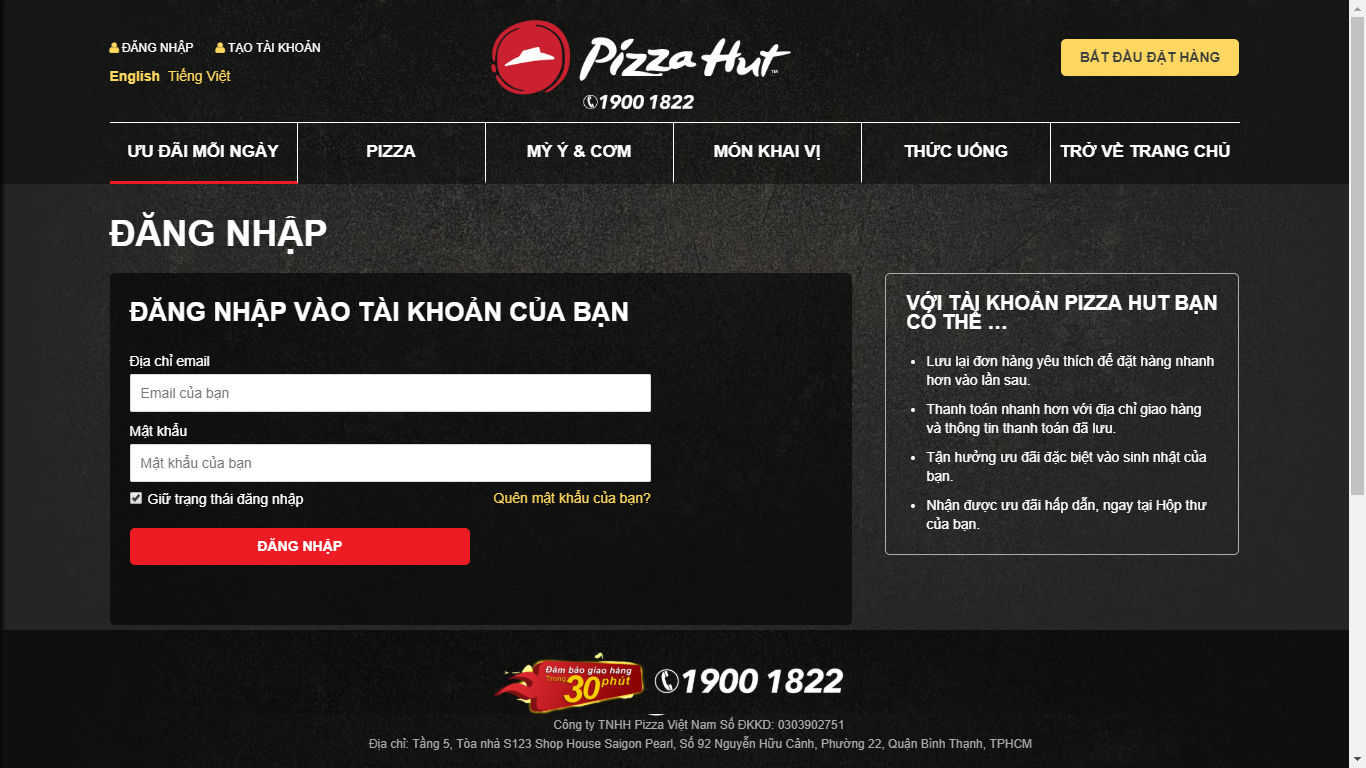 ĐĂNG NHẬP TẠO TÀI KHOẢN
English Tiếng Việt
Pizza Hut™
1900 1822
BẮT ĐẦU ĐẶT HÀNG
ƯU ĐÃI MỖI NGÀY PIZZA MỲ Ý & CƠM MÓN KHAI VỊ THỨC UỐNG TRỞ VỀ TRANG CHỦ
ĐĂNG NHẬP
ĐĂNG NHẬP VÀO TÀI KHOẢN CỦA BẠN
Địa chỉ email
Email của bạn
Mật khẩu
Mật khẩu của bạn
Giữ trạng thái đăng nhập Quên mật khẩu của bạn?
ĐĂNG NHẬP
VỚI TÀI KHOẢN PIZZA HUT BẠN
CÓ THỂ ...
Lưu lại đơn hàng yêu thích để đặt hàng nhanh
hơn vào lần sau.
Thanh toán nhanh hơn với địa chỉ giao hàng
và thông tin thanh toán đã lưu.
Tận hưởng ưu đãi đặc biệt vào sinh nhật của
bạn.
Nhận được ưu đãi hấp dẫn, ngay tại Hộp thư
của bạn.
Đảm bảo giao hàng
Trong 30 phút
1900 1822
Công ty TNHH Pizza Việt Nam Số ĐKKD: 0303902751
Địa chỉ: Tầng 5, Tòa nhà S123 Shop House Saigon Pearl, Số 92 Nguyễn Hữu Cảnh, Phường 22, Quận Bình Thạnh, TPHCM